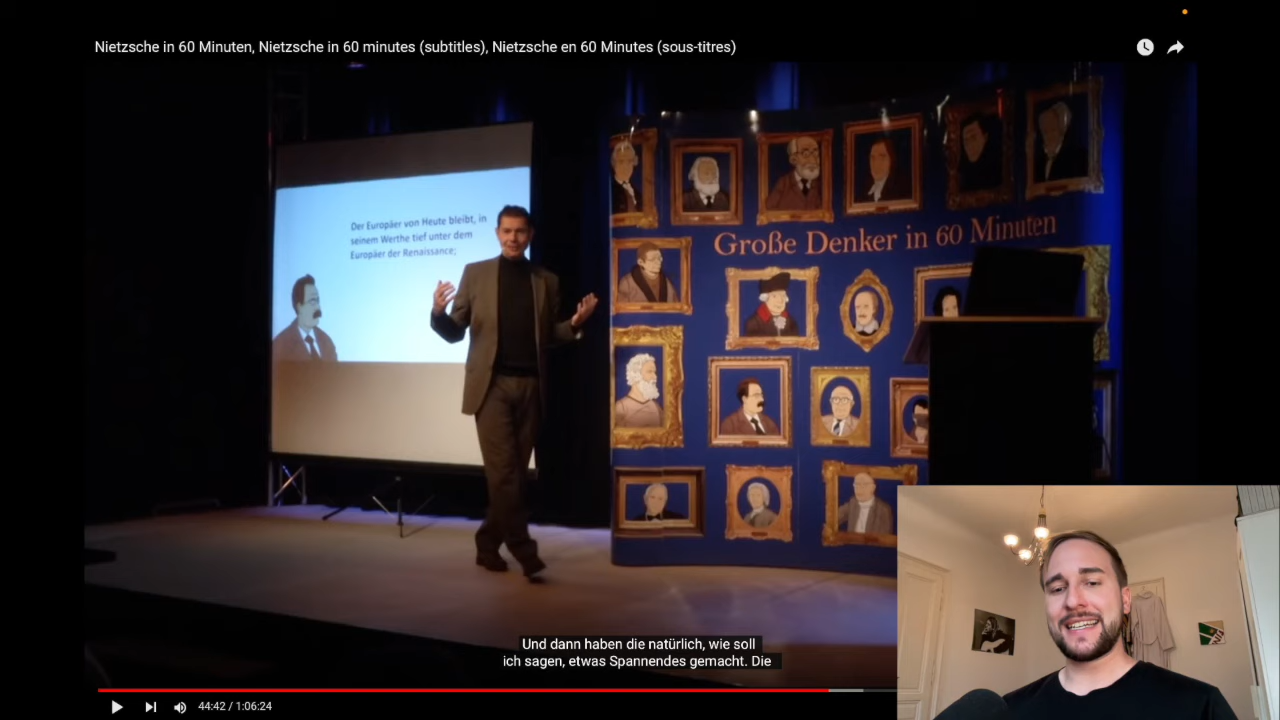 Nietzsche in 60 Minuten, Nietzsche in 60 minutes (subtitles), Nietzsche en 60 Minutes (sous-titres)
Der Europäer von Heute bleibt, in
seinem Werthe tief unter dem
Europäer der Renaissance;
Große Denker in 60 Minuten
Und dann haben die natürlich, wie soll
ich sagen, etwas Spannendes gemacht. Die
44:42 / 1:06:24